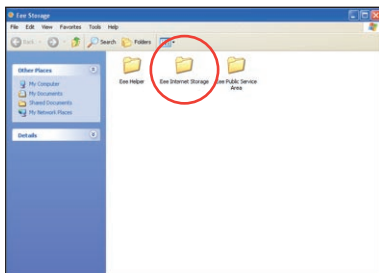 Eee Storage
File Edit View Favorites Tools Help
Back Search Folders
Other Places
My Computer
My Documents
Shared Documents
My Network Places
Details
Eee Helper
Eee Internet Storage
Eee Public Service
Area